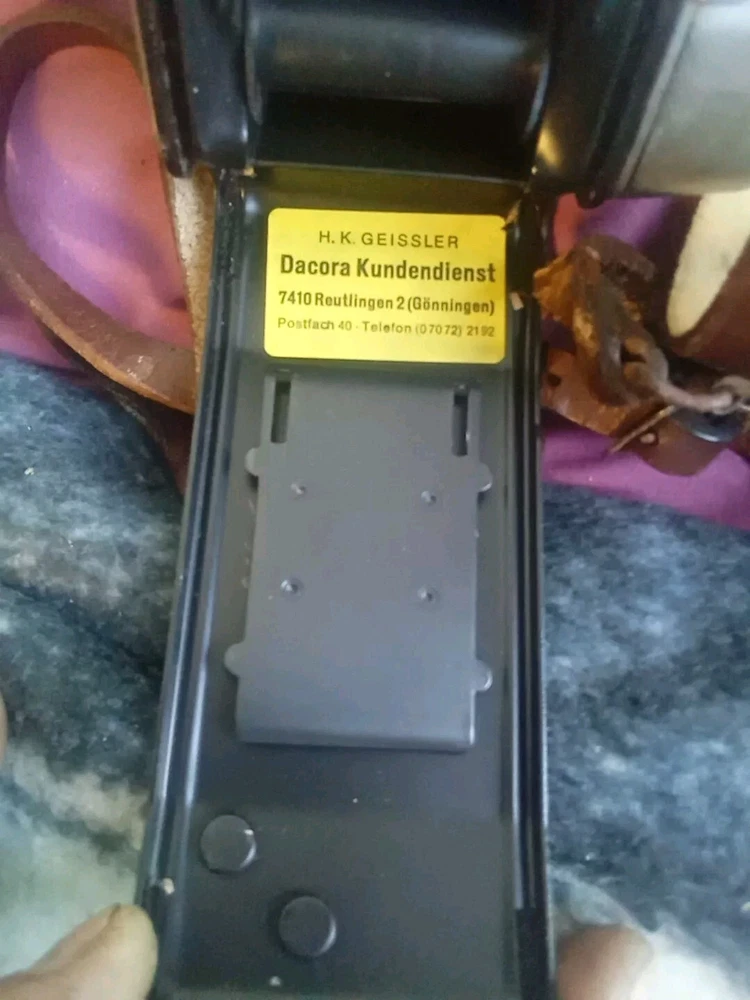 H. K. GEISSLER
Dacora Kundendienst
7410 Reutlingen 2 (Gönningen)
Postfach 40 - Telefon (07072) 2192